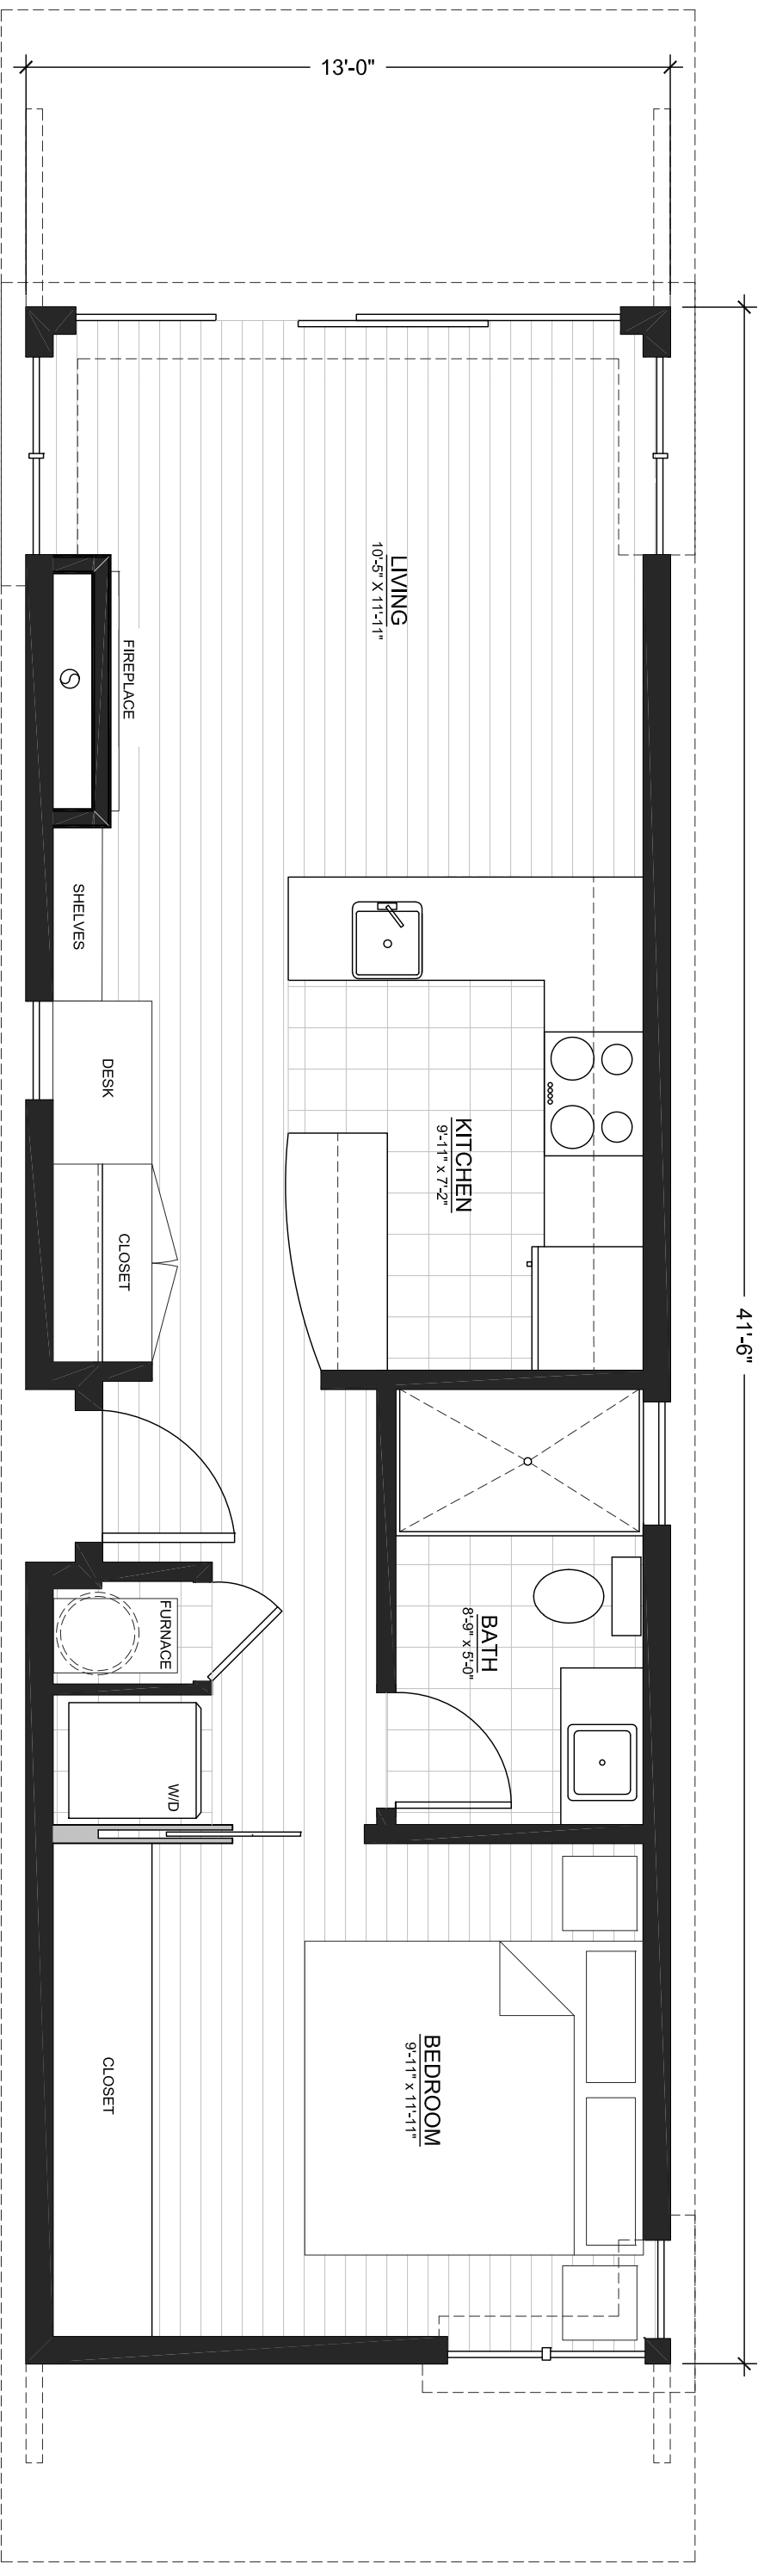 13'-0"
41'-6"
LIVING
10'-5" X 11'-11"
FIREPLACE
SHELVES
DESK
KITCHEN
9'-11" x 7'-2"
CLOSET
BATH
8'-9" x 5'-0"
FURNACE
W/D
BEDROOM
9'-11" x 11'-11"
CLOSET